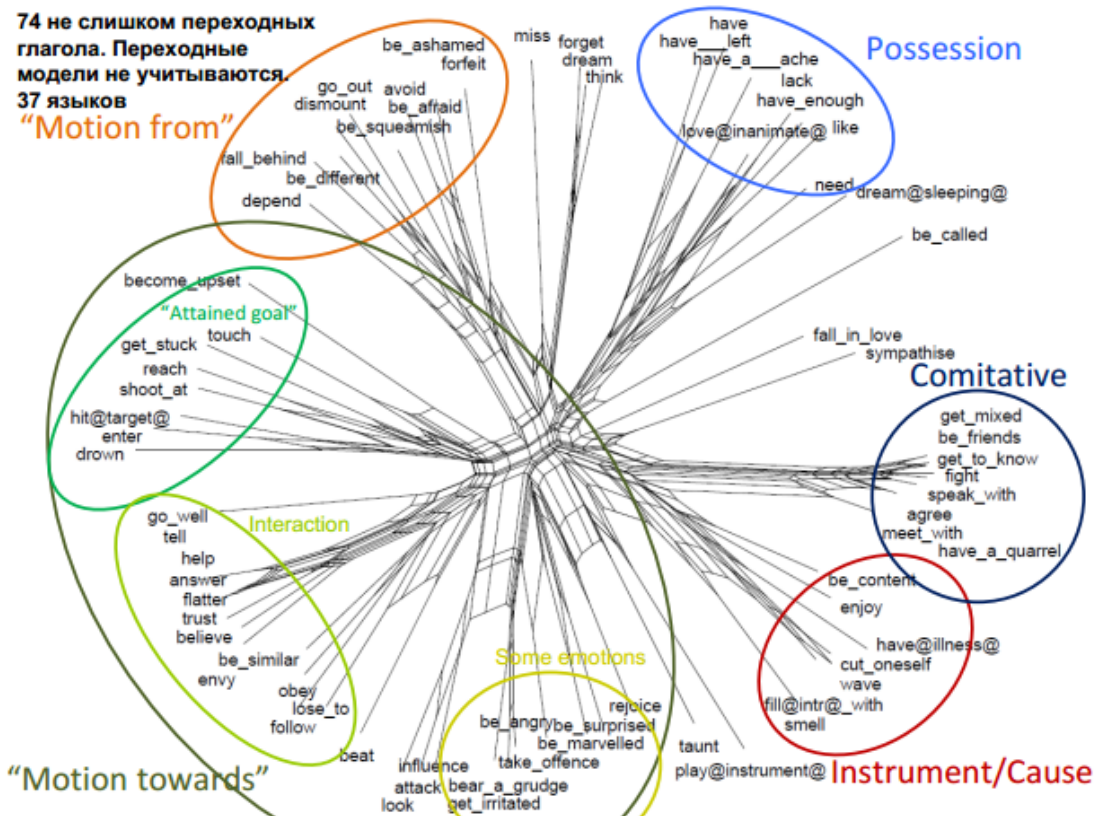 74 не слишком переходных
глагола. Переходные
модели не учитываются.
37 языков
"Motion from"
be_ashamed
forfeit
go_out
avoid
dismount
be_afraid
be_squeamish
fall_behind
be_different
depend
miss
forget
dream
think
have
have___left
have_a___ache
lack
have_enough
love@inanimate@
like
Possession
need
dream@sleeping@
be_called
fall_in_love
sympathise
Comitative
get_mixed
be_friends
get_to_know
fight
speak_with
agree
meet_with
have_a_quarrel
become_upset
"Attained goal"
touch
get_stuck
reach
shoot_at
hit@target@
enter
drown
go_well
Interaction
tell
help
answer
flatter
trust
believe
be_similar
envy
obey
lose_to
follow
be_content
enjoy
have@illness@
cut_oneself
wave
fill@intr@_with
smell
Instrument/Cause
Some emotions
rejoice
be_angry
be_surprised
be_marvelled
take_offence
bear_a_grudge
get_irritated
beat
influence
attack
look
taunt
play@instrument@
"Motion towards"